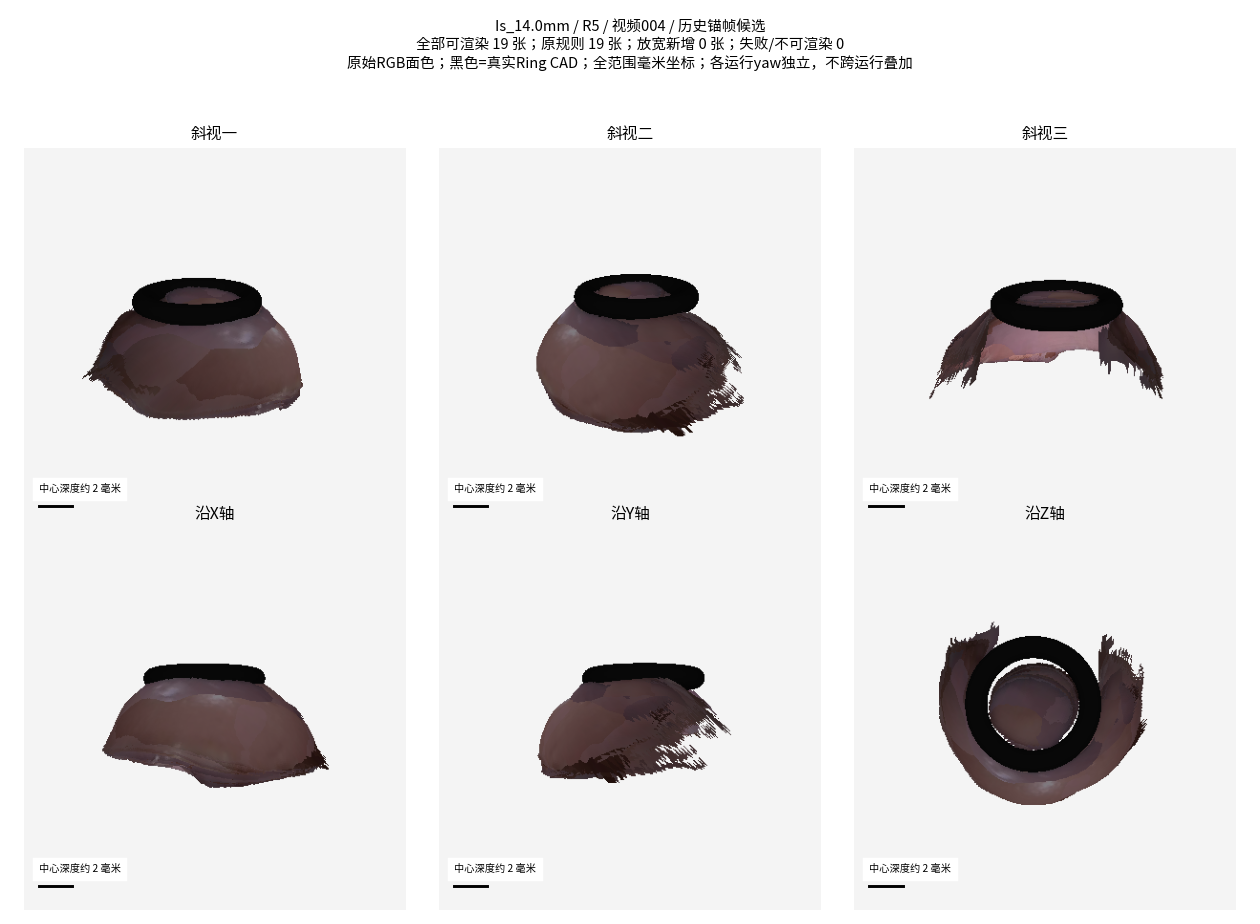 Is_14.0mm / R5 / 视频004 / 历史锚帧候选
全部可渲染 19 张；原规则 19 张；放宽新增 0 张；失败/不可渲染 0
原始RGB面色；黑色=真实Ring CAD；全范围毫米坐标；各运行yaw独立，不跨运行叠加
斜视一
斜视二
斜视三
中心深度约 2 毫米
中心深度约 2 毫米
中心深度约 2 毫米
沿X轴
沿Y轴
沿Z轴
中心深度约 2 毫米
中心深度约 2 毫米
中心深度约 2 毫米